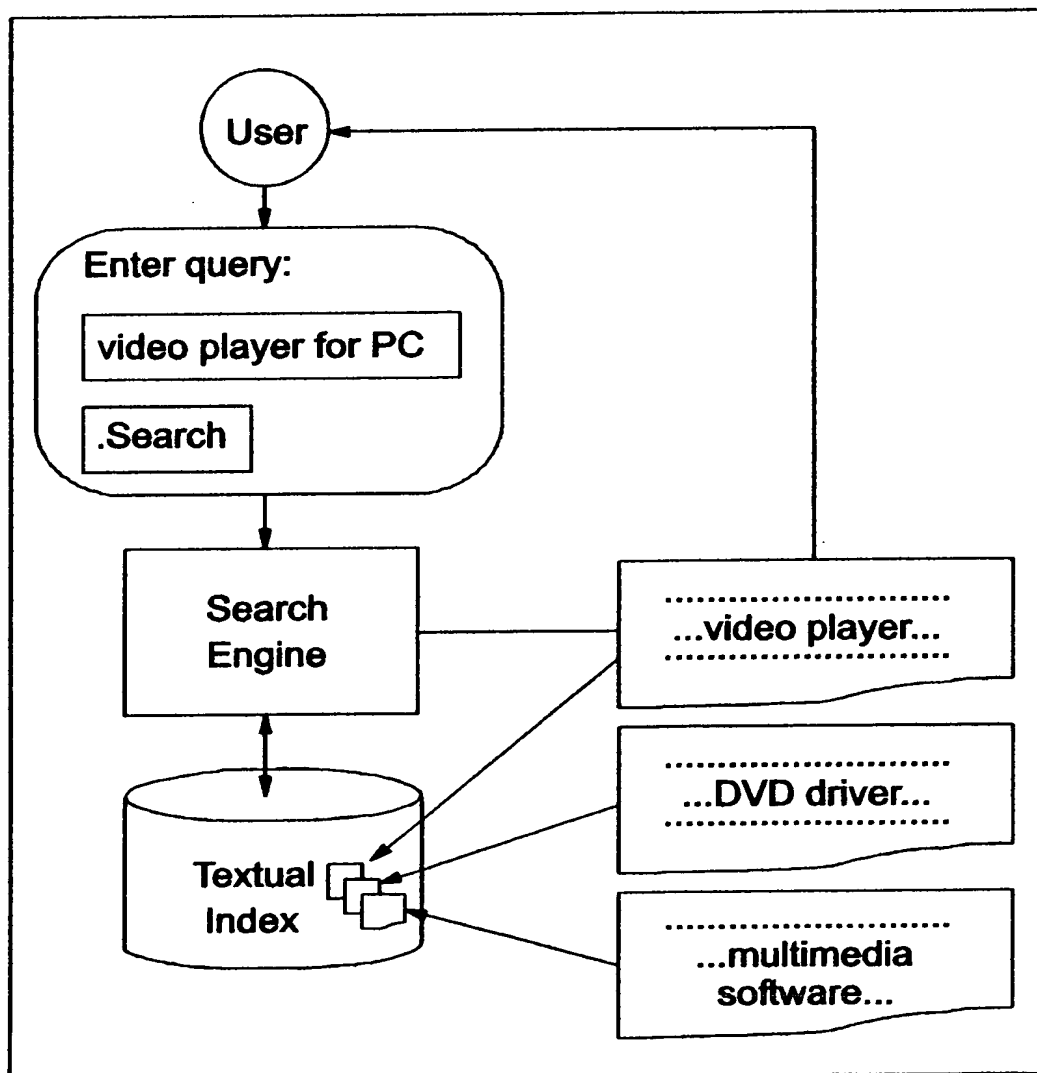 User
Enter query:
video player for PC
.Search
Search
Engine
...video player...
...DVD driver...
Textual
Index
...multimedia
software...